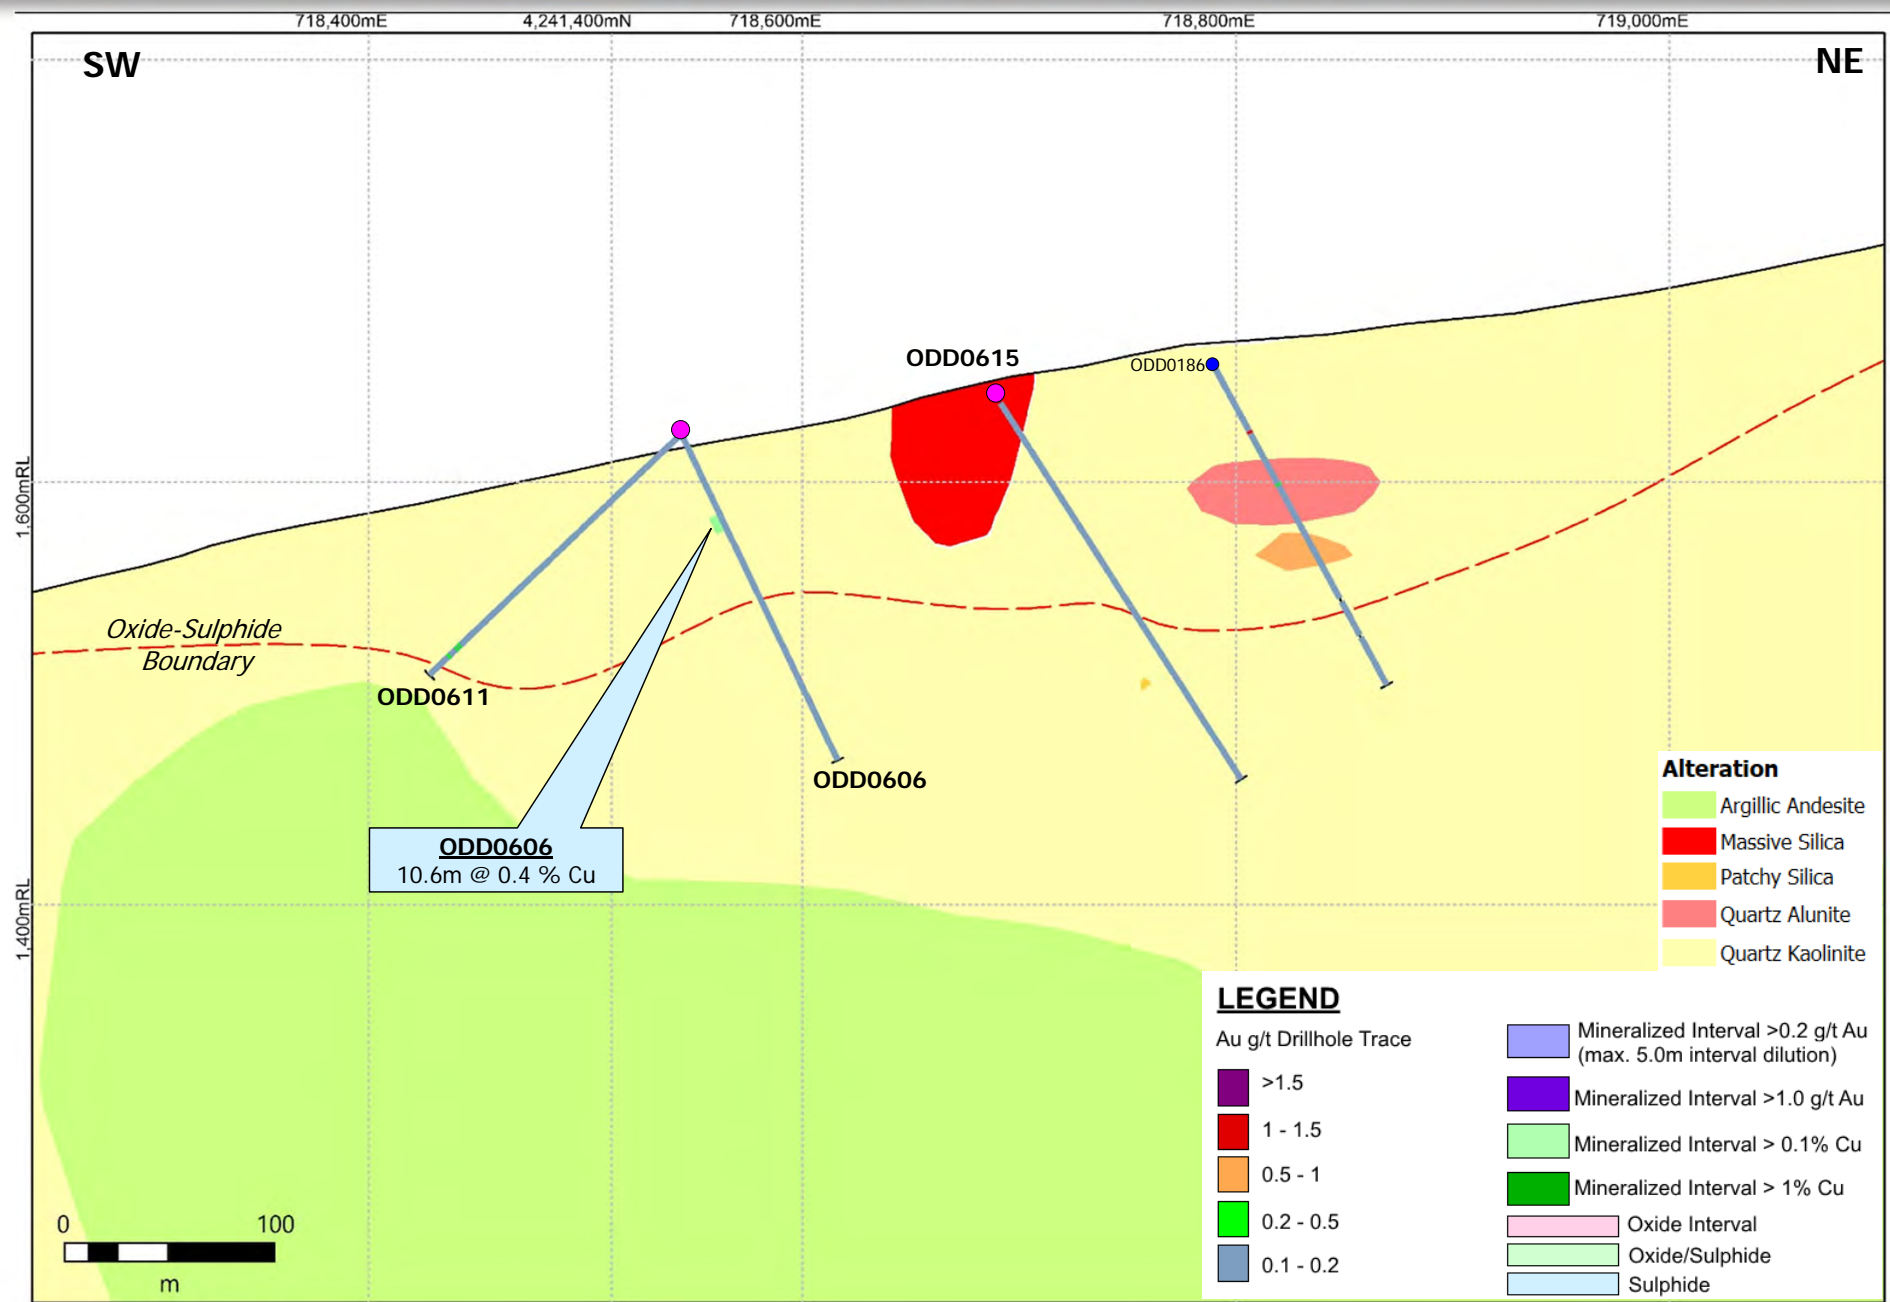 718,400mE
4,241,400mN
718,600mE
718,800mE
719,000mE
SW
NE
ODD0615
ODD0186
1,600mRL
Oxide-Sulphide
Boundary
ODD0611
ODD0606
ODD0606
10.6m @ 0.4 % Cu
1,400mRL
Alteration
Argillic Andesite
Massive Silica
Patchy Silica
Quartz Alunite
Quartz Kaolinite
LEGEND
Au g/t Drillhole Trace
>1.5
1 - 1.5
0.5 - 1
0.2 - 0.5
0.1 - 0.2
Mineralized Interval >0.2 g/t Au
(max. 5.0m interval dilution)
Mineralized Interval >1.0 g/t Au
Mineralized Interval > 0.1% Cu
Mineralized Interval > 1% Cu
Oxide Interval
Oxide/Sulphide
Sulphide
0 100
m